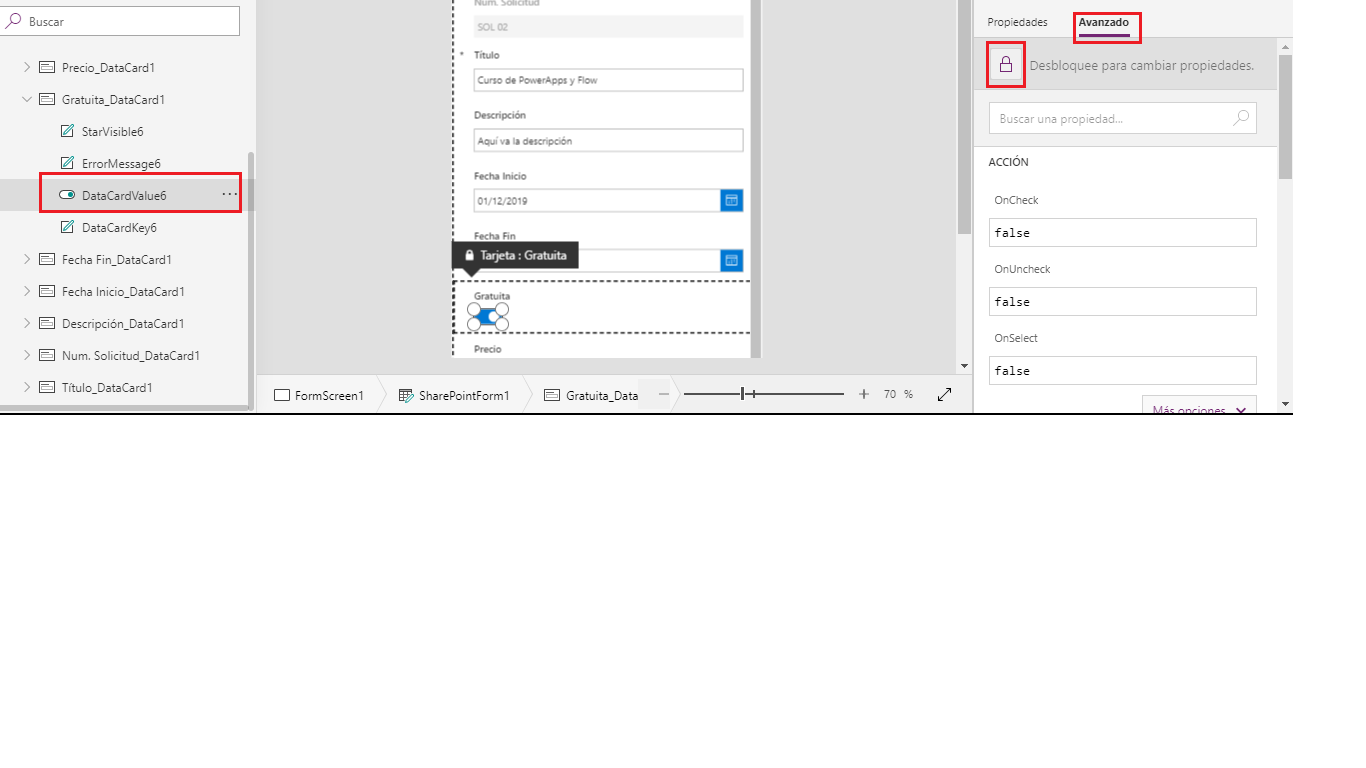 Buscar
Precio_DataCard1
Gratuita_DataCard1
StarVisible6
ErrorMessage6
DataCardValue6
...
DataCardKey6
Fecha Fin_DataCard1
Fecha Inicio_DataCard1
Descripción_DataCard1
Num. Solicitud_DataCard1
Título_DataCard1
Num. Solicitud
SOL 02
* Título
Curso de PowerApps y Flow
Descripción
Aquí va la descripción
Fecha Inicio
01/12/2019
Fecha Fin
Tarjeta : Gratuita
Gratuita
Precio
FormScreen1
SharePointForm1
Gratuita_Data
70 %
Propiedades
Avanzado
Desbloquee para cambiar propiedades.
Buscar una propiedad...
ACCIÓN
OnCheck
false
OnUncheck
false
OnSelect
false
Más opciones